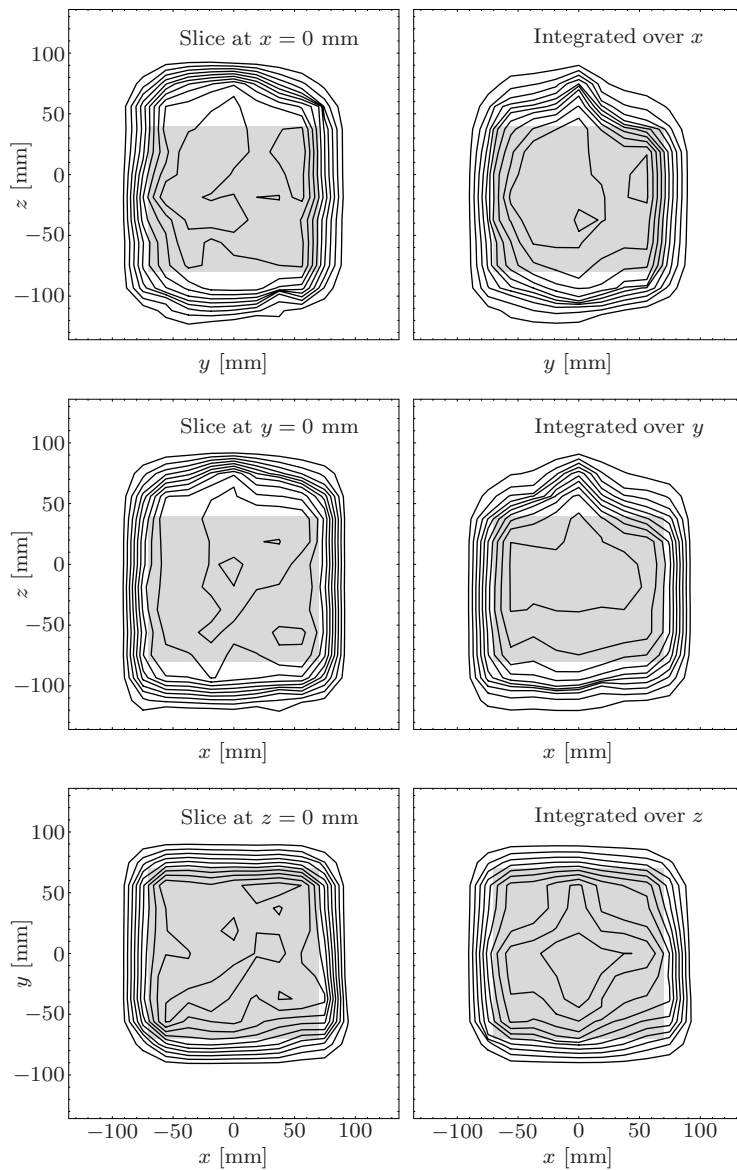 Slice at x = 0 mm
Integrated over x
100
50
0
−50
−100
z [mm]
y [mm]
y [mm]
Slice at y = 0 mm
Integrated over y
100
50
0
−50
−100
z [mm]
x [mm]
x [mm]
Slice at z = 0 mm
Integrated over z
100
50
0
−50
−100
y [mm]
−100 −50 0 50 100
−100 −50 0 50 100
x [mm]
x [mm]